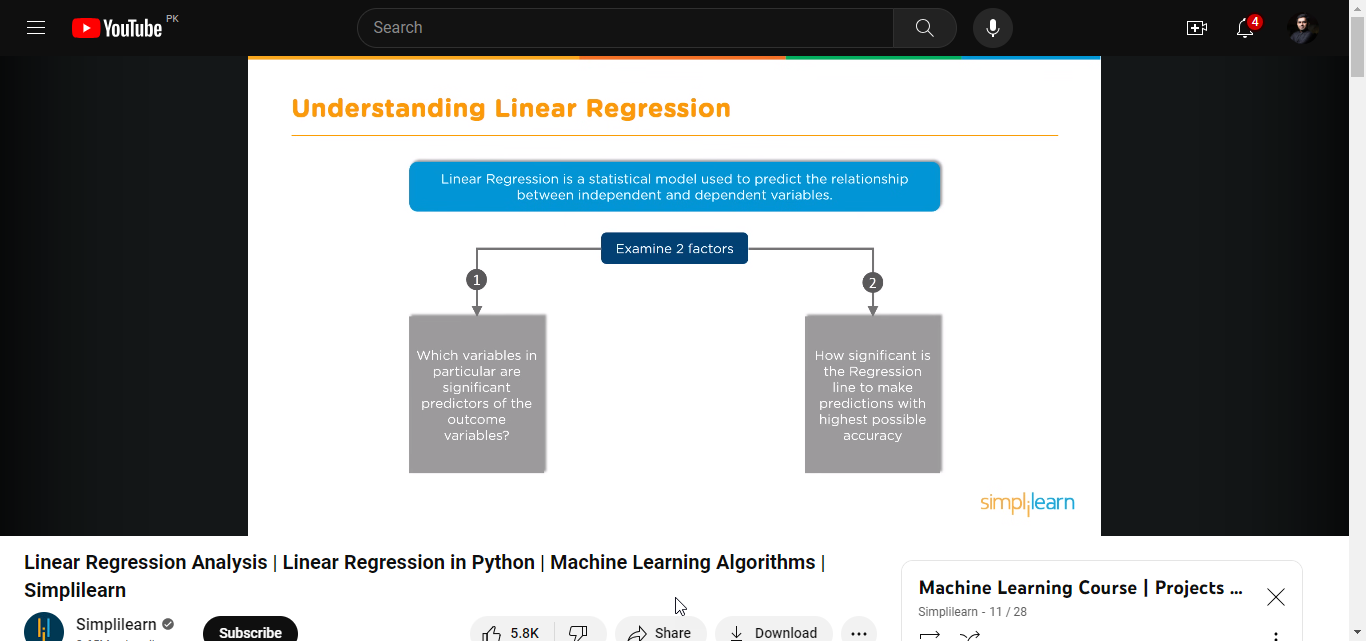 YouTube PK
Search
4
Understanding Linear Regression
Linear Regression is a statistical model used to predict the relationship
between independent and dependent variables.
Examine 2 factors
1
2
Which variables in
particular are
significant
predictors of the
outcome
variables?
How significant is
the Regression
line to make
predictions with
highest possible
accuracy
simplilearn
Linear Regression Analysis | Linear Regression in Python | Machine Learning Algorithms |
Simplilearn
Simplilearn
Subscribe
5.8K
Share
Download
Machine Learning Course | Projects ...
Simplilearn - 11 / 28